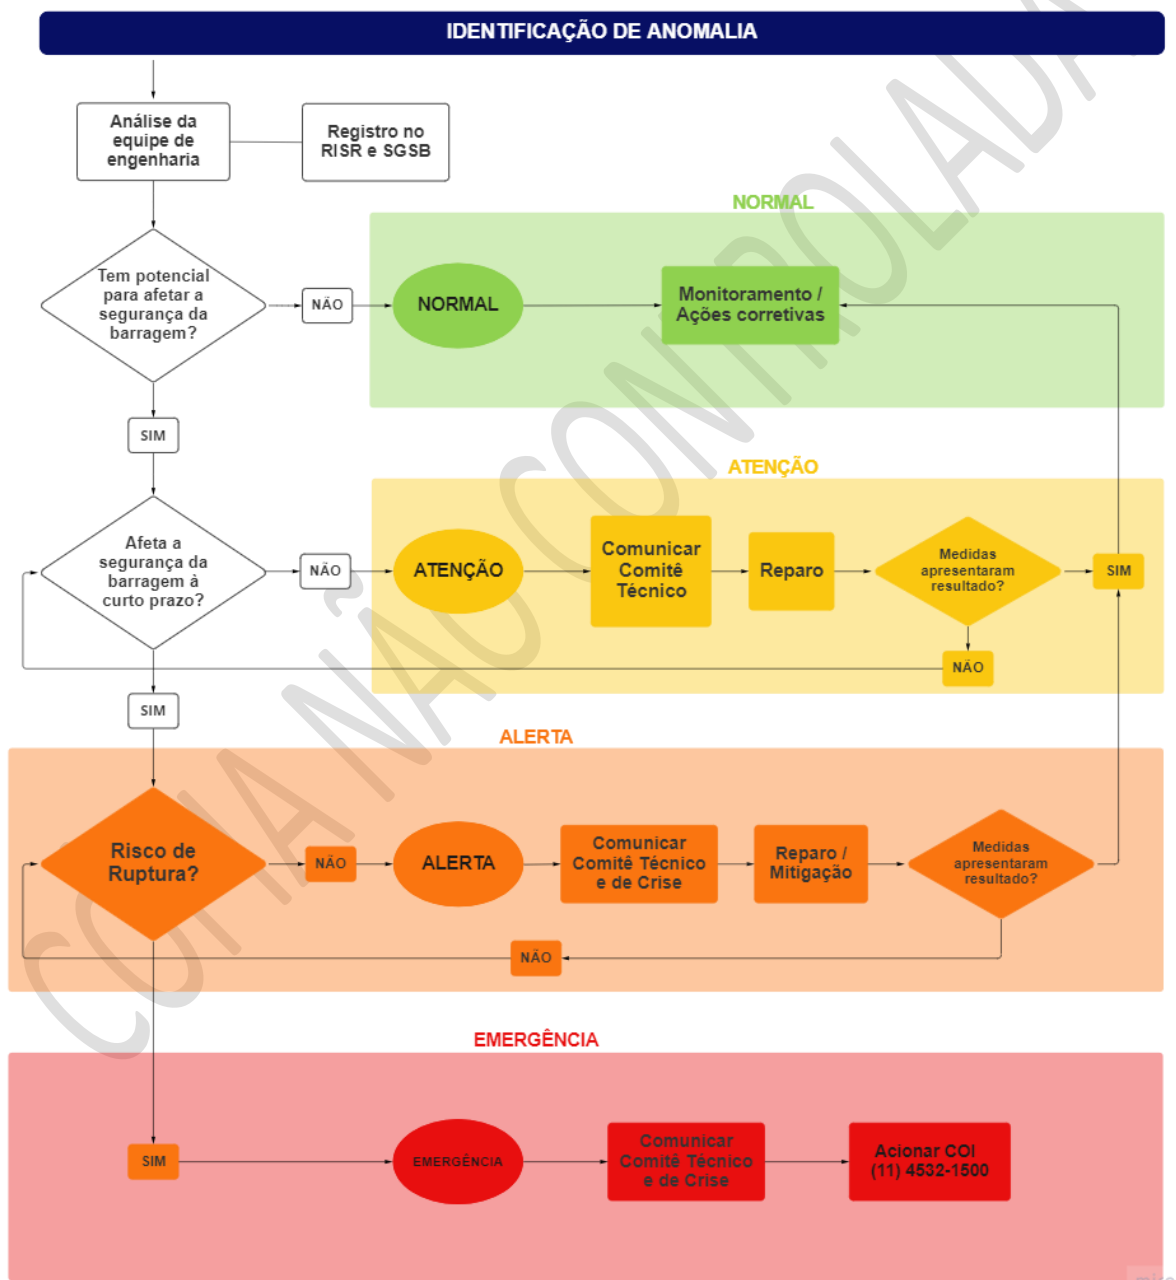 IDENTIFICAÇÃO DE ANOMALIA
Análise da
equipe de
engenharia
Registro no
RISR e SGSB
NORMAL
Tem potencial
para afetar a
segurança da
barragem?
NÃO
NORMAL
Monitoramento /
Ações corretivas
SIM
ATENÇÃO
Afeta a
segurança da
barragem à
curto prazo?
NÃO
ATENÇÃO
Comunicar
Comitê
Técnico
Reparo
Medidas
apresentaram
resultado?
SIM
NÃO
SIM
ALERTA
Risco de
Ruptura?
NÃO
ALERTA
Comunicar
Comitê Técnico
e de Crise
Reparo /
Mitigação
Medidas
apresentaram
resultado?
NÃO
EMERGÊNCIA
SIM
EMERGÊNCIA
Comunicar
Comitê Técnico
e de Crise
Acionar COI
(11) 4532-1500
COPIA NÃO CONTROLADA